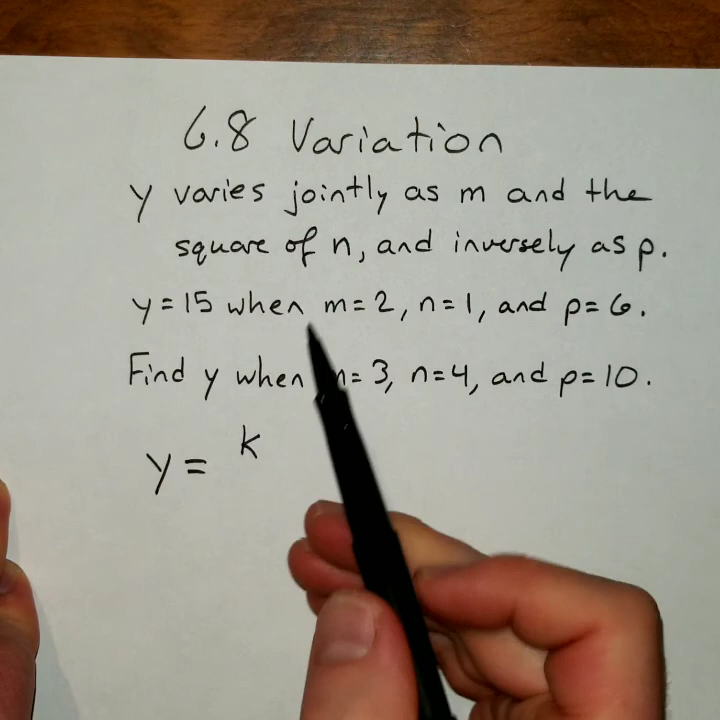 6.8 Variation
y varies jointly as m and the
square of n, and inversely as p.
y=15 when m=2, n=1, and p=6.
Find y when = 3, n=4, and p=10.
y = k